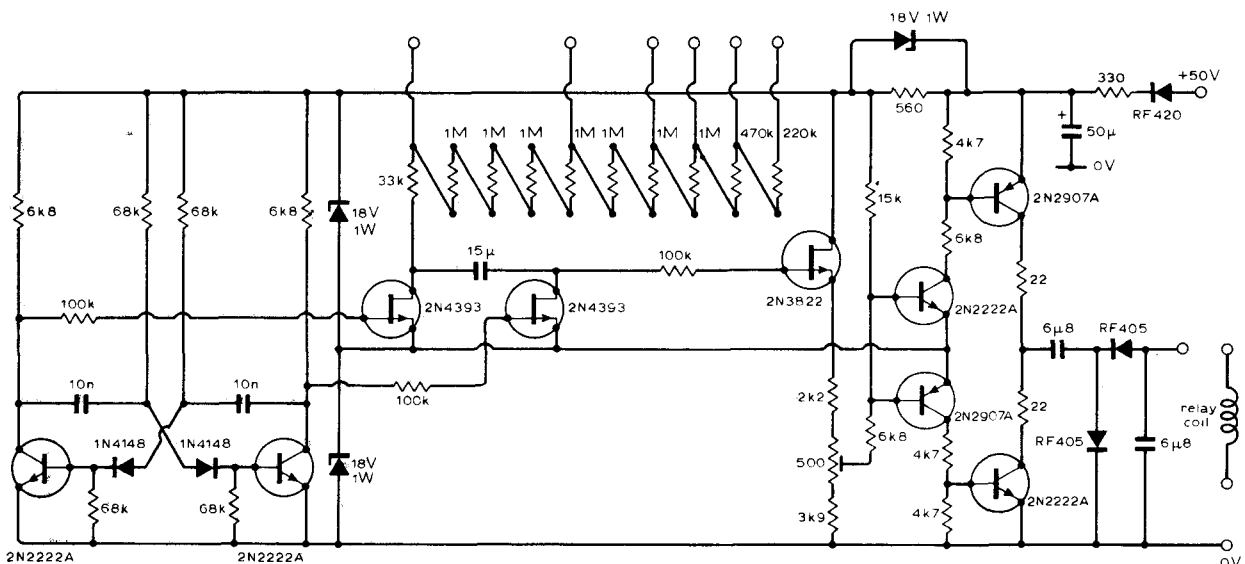 18V 1W
+50V
330
RF420
560
+
50µ
0V
1M
1M
1M
1M
1M
1M
1M
470k
220k
4k7
33k
2N2907A
6k8
68k
68k
6k8
18V
1W
15k
6k8
15µ
100k
2N3822
22
100k
2N4393
2N4393
2N2222A
6µ8
RF405
10n
10n
100k
2k2
2N2907A
22
relay
coil
1N4148
1N4148
6k8
RF405
6µ8
18V
1W
500
4k7
68k
68k
3k9
4k7
2N2222A
2N2222A
2N2222A
0V